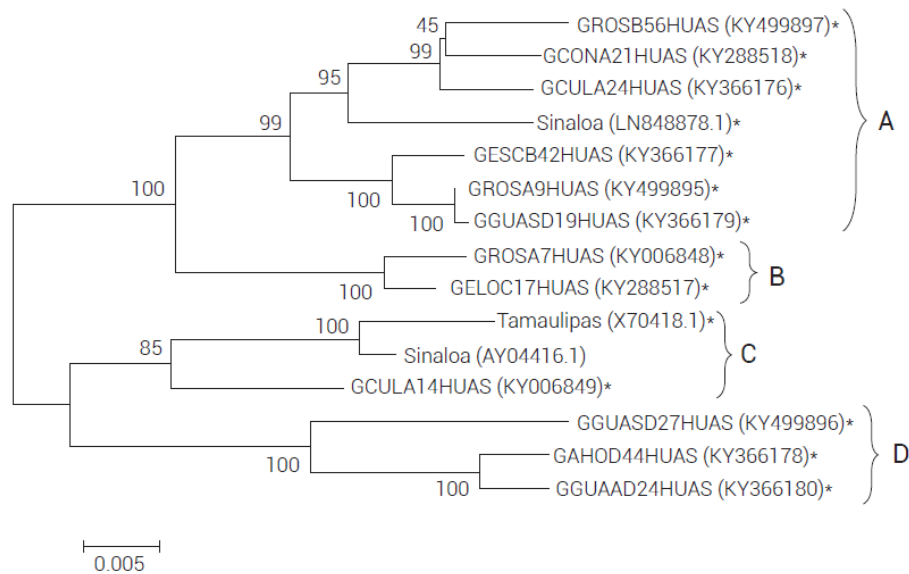 45
GROSB56HUAS (KY499897)*
99
GCONA21HUAS (KY288518)*
95
GCULA24HUAS (KY366176)*
A
99
Sinaloa (LN848878.1)*
GESCB42HUAS (KY366177)*
100
100
GROSA9HUAS (KY499895)*
100
GGUASD19HUAS (KY366179)*
GROSA7HUAS (KY006848)*
B
100
GELOC17HUAS (KY288517)*
100
Tamaulipas (X70418.1)*
85
Sinaloa (AY04416.1)
C
GCULA14HUAS (KY006849)*
GGUASD27HUAS (KY499896)*
100
GAHOD44HUAS (KY366178)*
D
100
GGUAAD24HUAS (KY366180)*
0.005